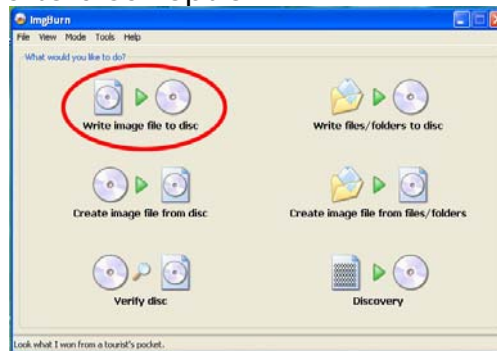 ImgBurn
File View Mode Tools Help
What would you like to do?
Write image file to disc
Write files/folders to disc
Create image file from disc
Create image file from files/folders
Verify disc
Discovery
Look what I won from a tourist's pocket.